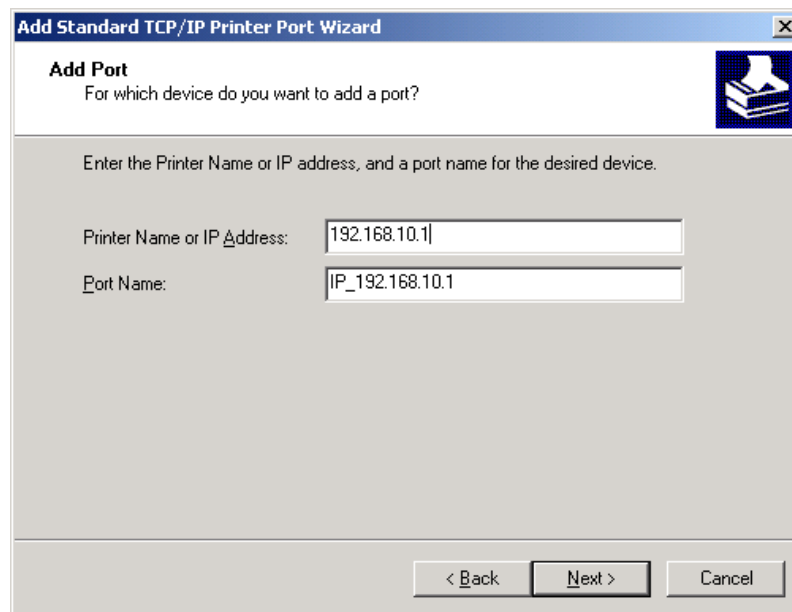 Add Standard TCP/IP Printer Port Wizard
Add Port
For which device do you want to add a port?
Enter the Printer Name or IP address, and a port name for the desired device.
Printer Name or IP Address: 192.168.10.1
Port Name: IP_192.168.10.1
< Back Next > Cancel